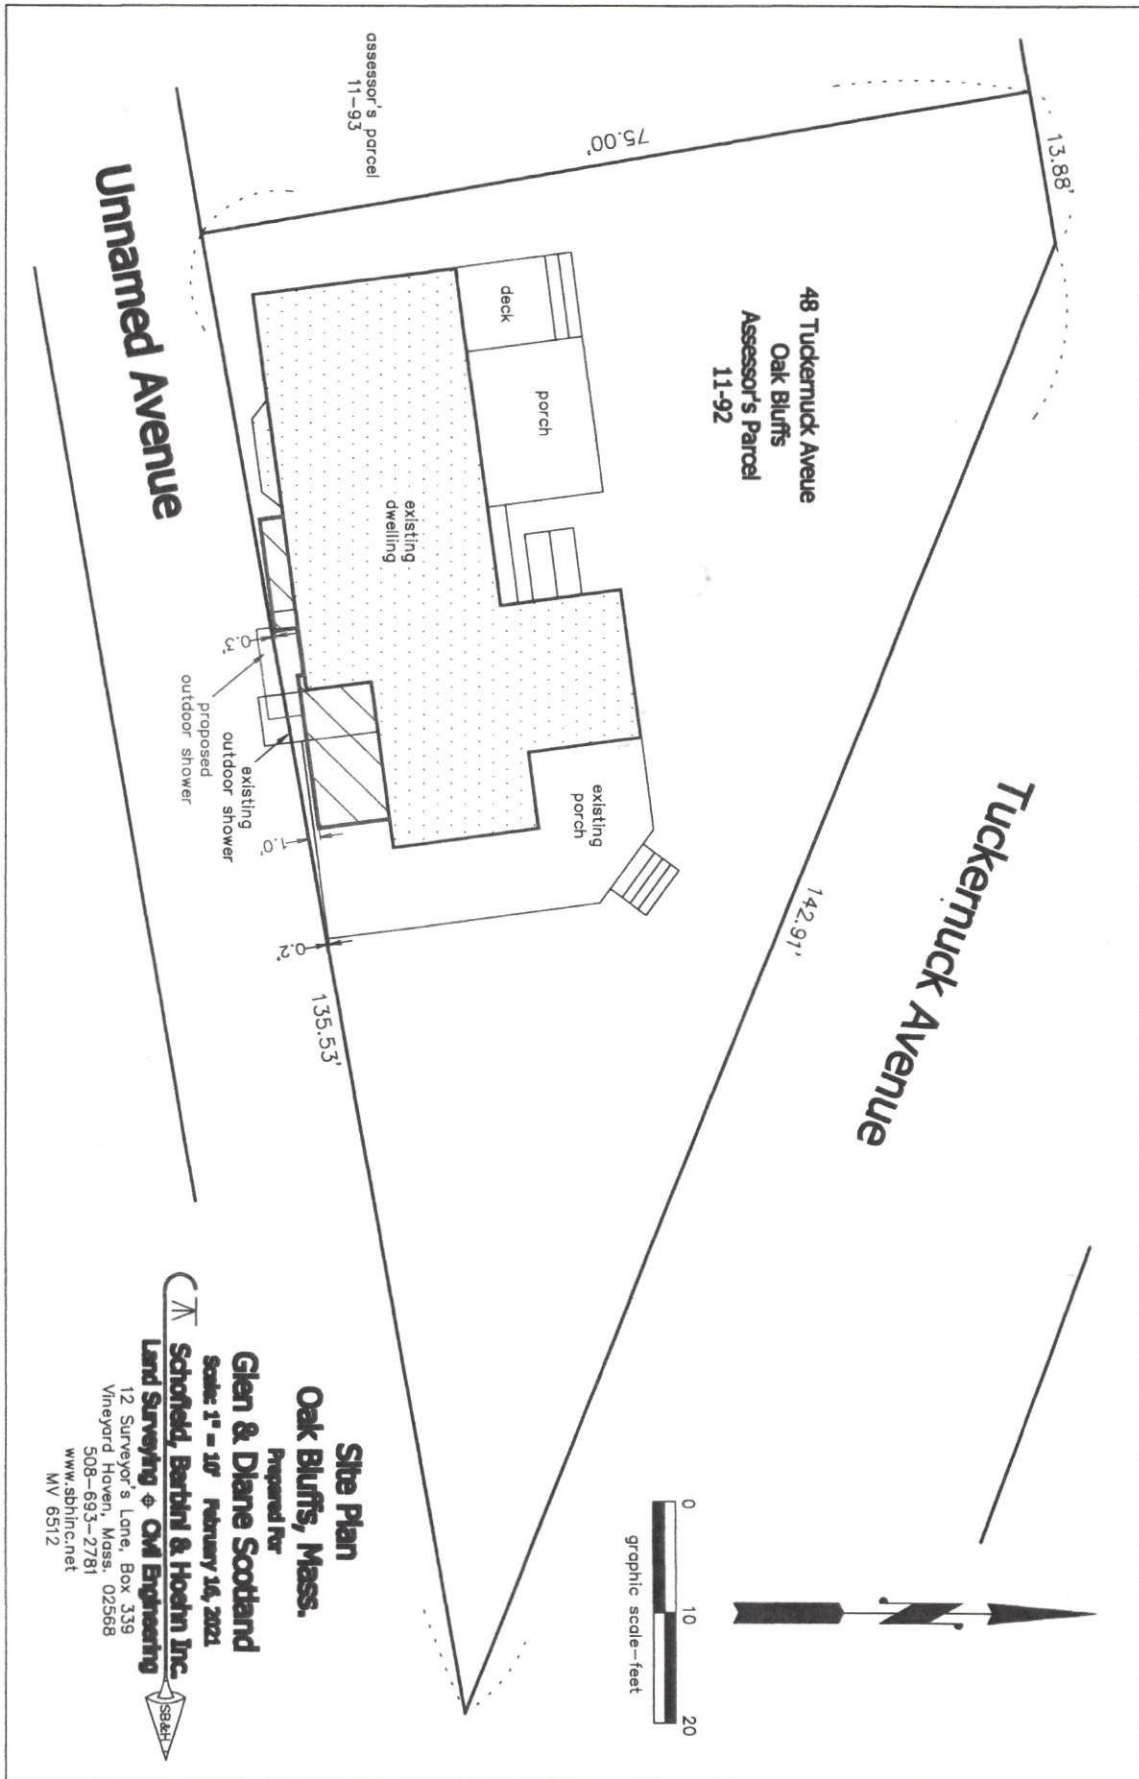 assessor's parcel
11-93
75.00'
13.88'
Unnamed Avenue
48 Tuckernuck Aveue
Oak Bluffs
Assessor's Parcel
11-92
deck
porch
existing
dwelling
existing
porch
0.3'
proposed
outdoor shower
existing
outdoor shower
1.0'
0.2'
135.53'
142.91'
Tuckernuck Avenue
0 10 20
graphic scale-feet
Site Plan
Oak Bluffs, Mass.
Prepared For
Glen & Diane Scotland
Scale: 1" = 10' February 16, 2021
Schofield, Barbini & Hoehn Inc.
Land Surveying Civil Engineering
12 Surveyor's Lane, Box 339
Vineyard Haven, Mass. 02568
508-693-2781
www.sbhinc.net
MV 6512
SB&H